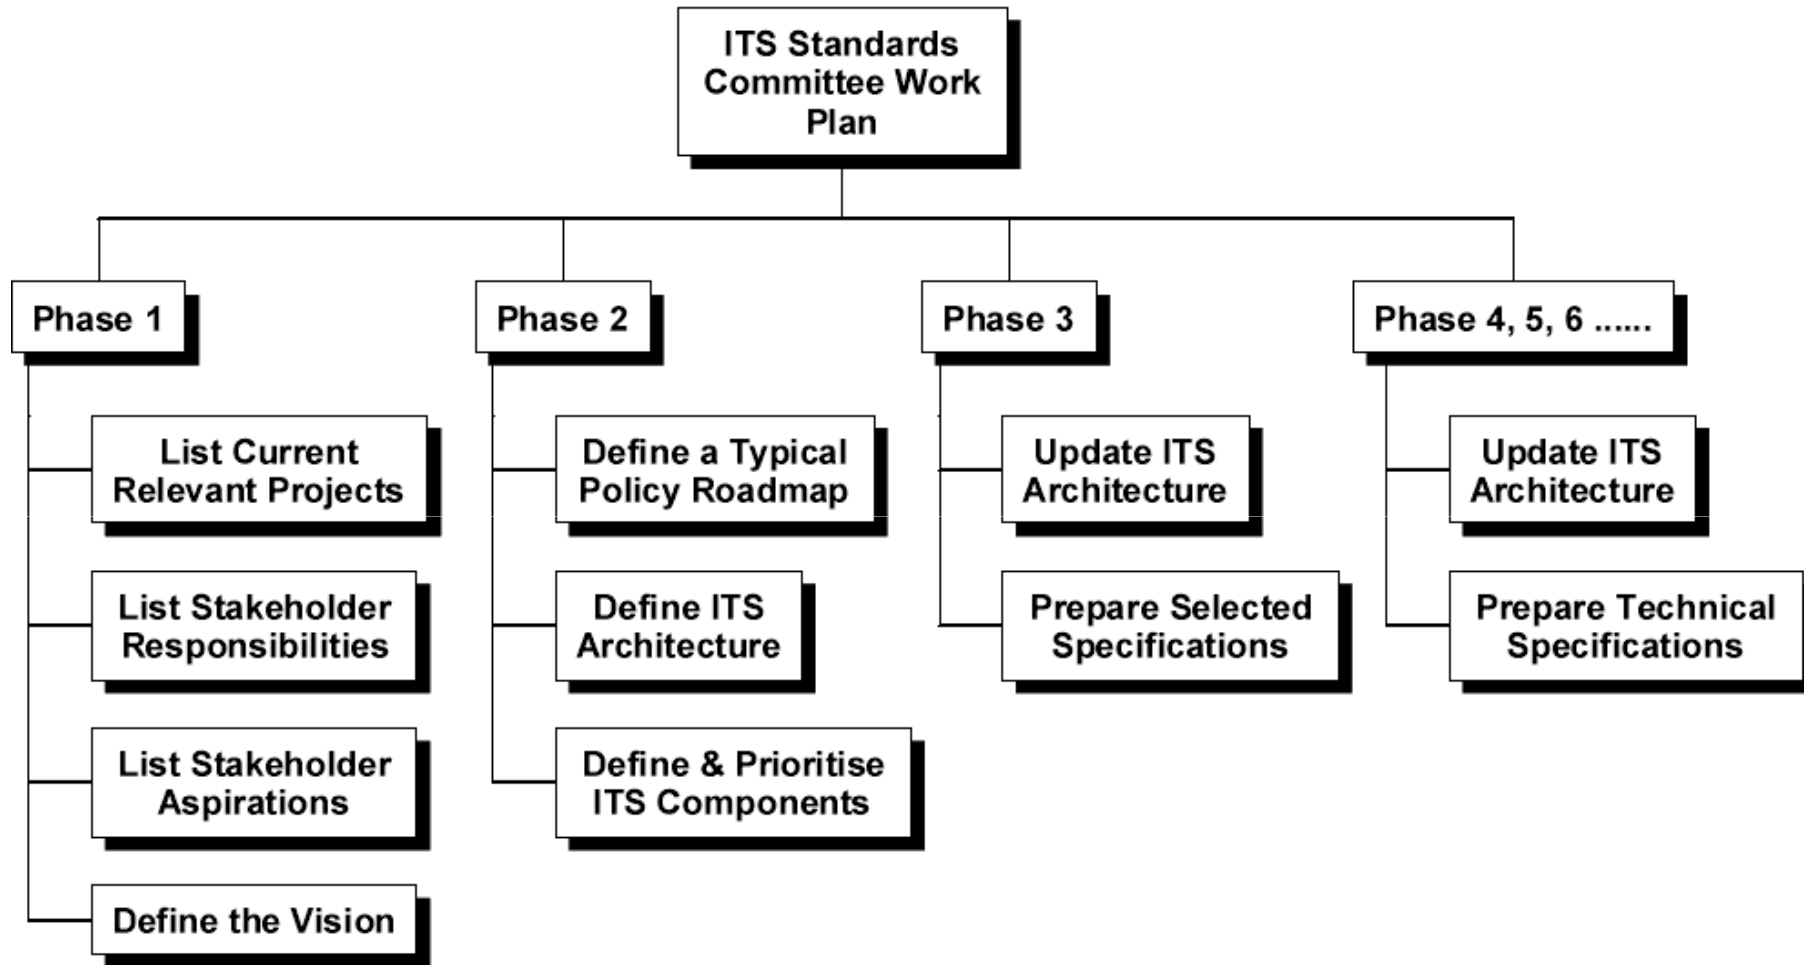 ITS Standards
Committee Work
Plan
Phase 1
Phase 2
Phase 3
Phase 4, 5, 6 ......
List Current
Relevant Projects
List Stakeholder
Responsibilities
List Stakeholder
Aspirations
Define the Vision
Define a Typical
Policy Roadmap
Define ITS
Architecture
Define & Prioritise
ITS Components
Update ITS
Architecture
Prepare Selected
Specifications
Update ITS
Architecture
Prepare Technical
Specifications